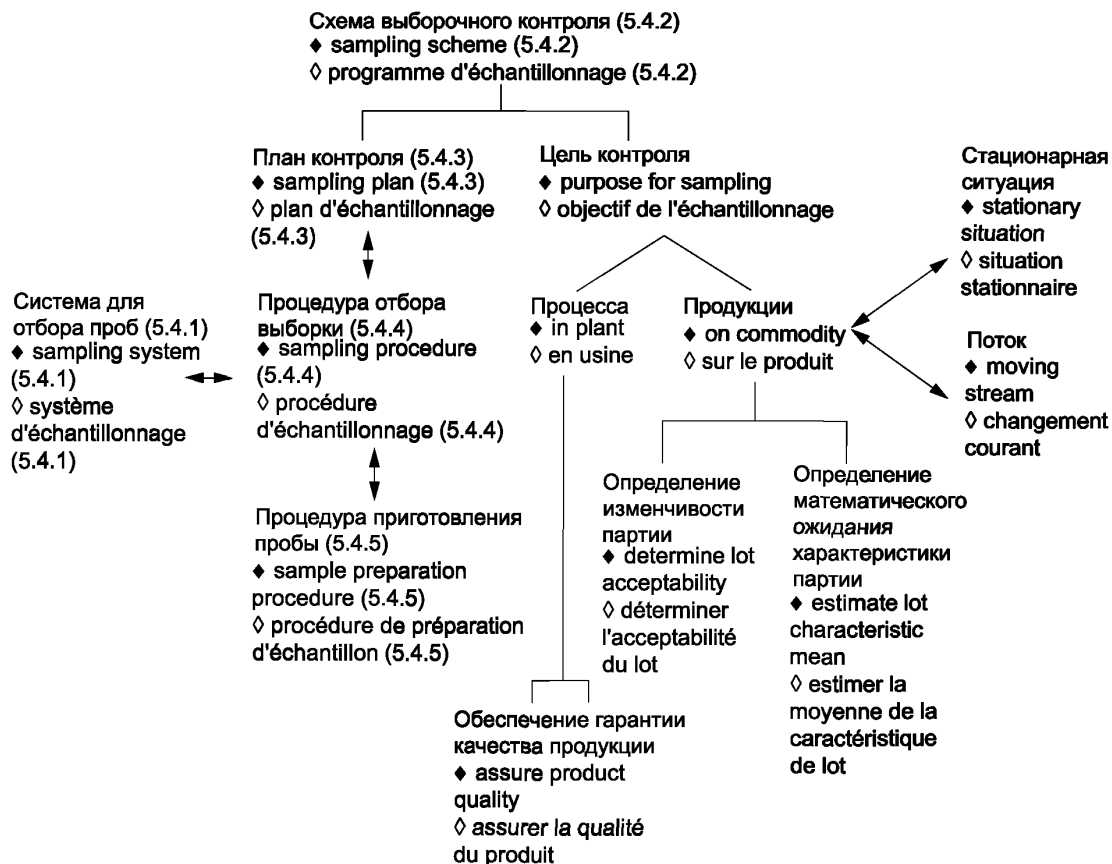 Схема выборочного контроля (5.4.2)
♦ sampling scheme (5.4.2)
◊ programme d'échantillonnage (5.4.2)
План контроля (5.4.3)
♦ sampling plan (5.4.3)
◊ plan d'échantillonnage
(5.4.3)
Цель контроля
♦ purpose for sampling
◊ objectif de l'échantillonnage
Стационарная
ситуация
♦ stationary
situation
◊ situation
stationnaire
Система для
отбора проб (5.4.1)
♦ sampling system
(5.4.1)
◊ système
d'échantillonnage
(5.4.1)
Процедура отбора
выборки (5.4.4)
♦ sampling procedure
(5.4.4)
◊ procédure
d'échantillonnage (5.4.4)
Процесса
♦ in plant
◊ en usine
Продукции
♦ on commodity
◊ sur le produit
Поток
♦ moving
stream
◊ changement
courant
Процедура приготовления
пробы (5.4.5)
♦ sample preparation
procedure (5.4.5)
◊ procédure de préparation
d'échantillon (5.4.5)
Определение
изменчивости
партии
♦ determine lot
acceptability
◊ déterminer
l'acceptabilité
du lot
Определение
математического
ожидания
характеристики
партии
♦ estimate lot
characteristic
mean
◊ estimer la
moyenne de la
caractéristique
de lot
Обеспечение гарантии
качества продукции
♦ assure product
quality
◊ assurer la qualité
du produit